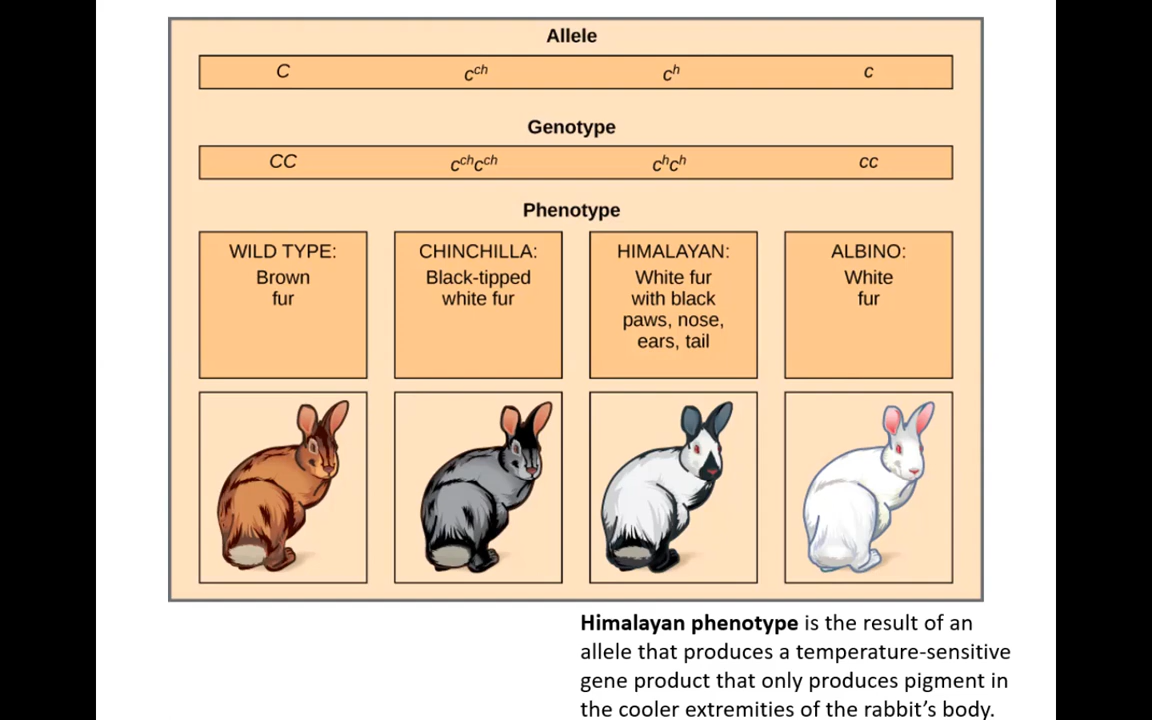 Allele
C c^ch c^h c
Genotype
CC c^chc^ch c^hc^h cc
Phenotype
WILD TYPE:
Brown
fur
CHINCHILLA:
Black-tipped
white fur
HIMALAYAN:
White fur
with black
paws, nose,
ears, tail
ALBINO:
White
fur
Himalayan phenotype is the result of an
allele that produces a temperature-sensitive
gene product that only produces pigment in
the cooler extremities of the rabbit’s body.